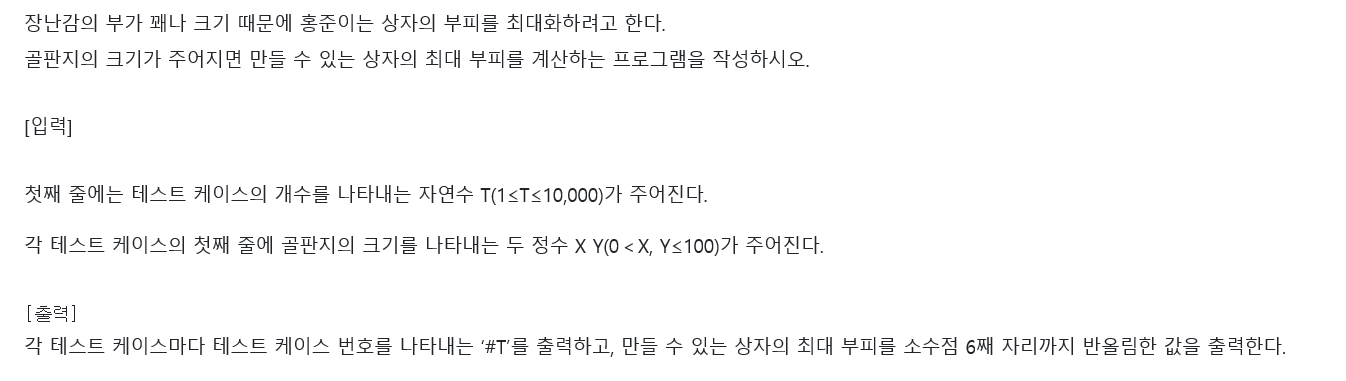 장난감의 부가 꽤나 크기 때문에 홍준이는 상자의 부피를 최대화하려고 한다.
골판지의 크기가 주어지면 만들 수 있는 상자의 최대 부피를 계산하는 프로그램을 작성하시오.
[입력]
첫째 줄에는 테스트 케이스의 개수를 나타내는 자연수 T(1≤T≤10,000)가 주어진다.
각 테스트 케이스의 첫째 줄에 골판지의 크기를 나타내는 두 정수 X Y(0 < X, Y≤100)가 주어진다.
[출력]
각 테스트 케이스마다 테스트 케이스 번호를 나타내는 ‘#T’를 출력하고, 만들 수 있는 상자의 최대 부피를 소수점 6째 자리까지 반올림한 값을 출력한다.